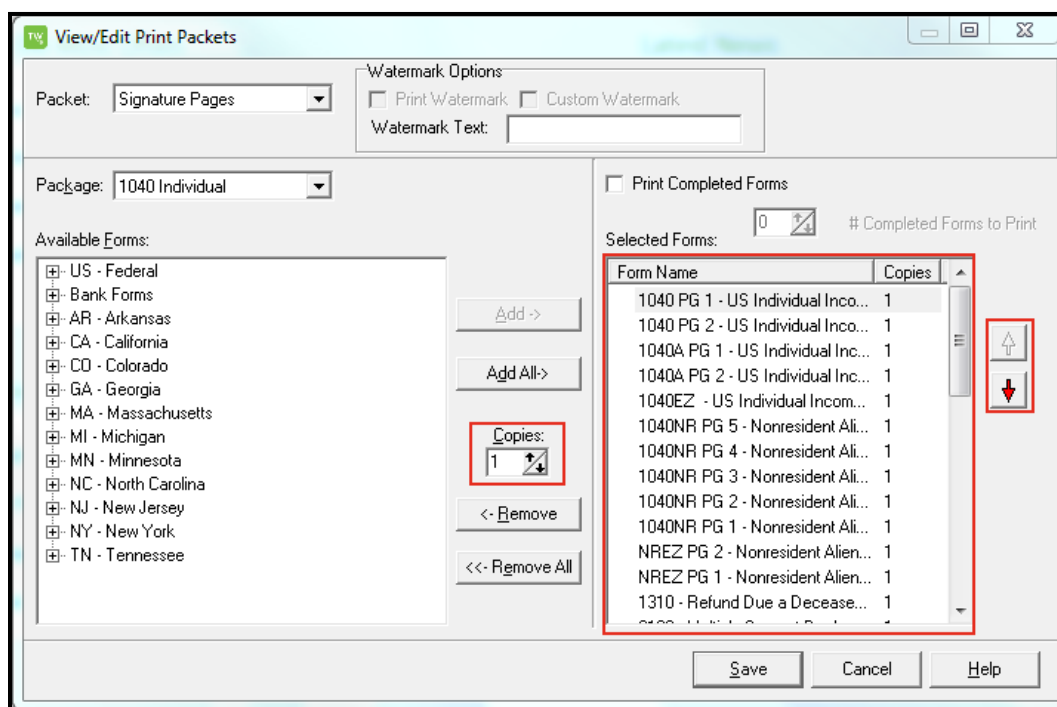 View/Edit Print Packets
Packet: Signature Pages
Watermark Options
Print Watermark Custom Watermark
Watermark Text:
Package: 1040 Individual
Print Completed Forms
0 # Completed Forms to Print
Available Forms:
Selected Forms:
US - Federal
Bank Forms
AR - Arkansas
CA - California
CO - Colorado
GA - Georgia
MA - Massachusetts
MI - Michigan
MN - Minnesota
NC - North Carolina
NJ - New Jersey
NY - New York
TN - Tennessee
Add ->
Add All->
Copies:
1
<- Remove
<<- Remove All
Form Name Copies
1040 PG 1 - US Individual Inco... 1
1040 PG 2 - US Individual Inco... 1
1040A PG 1 - US Individual Inc... 1
1040A PG 2 - US Individual Inc... 1
1040EZ - US Individual Incom... 1
1040NR PG 5 - Nonresident Ali... 1
1040NR PG 4 - Nonresident Ali... 1
1040NR PG 3 - Nonresident Ali... 1
1040NR PG 2 - Nonresident Ali... 1
1040NR PG 1 - Nonresident Ali... 1
NREZ PG 2 - Nonresident Alien... 1
NREZ PG 1 - Nonresident Alien... 1
1310 - Refund Due a Decease... 1
Save Cancel Help